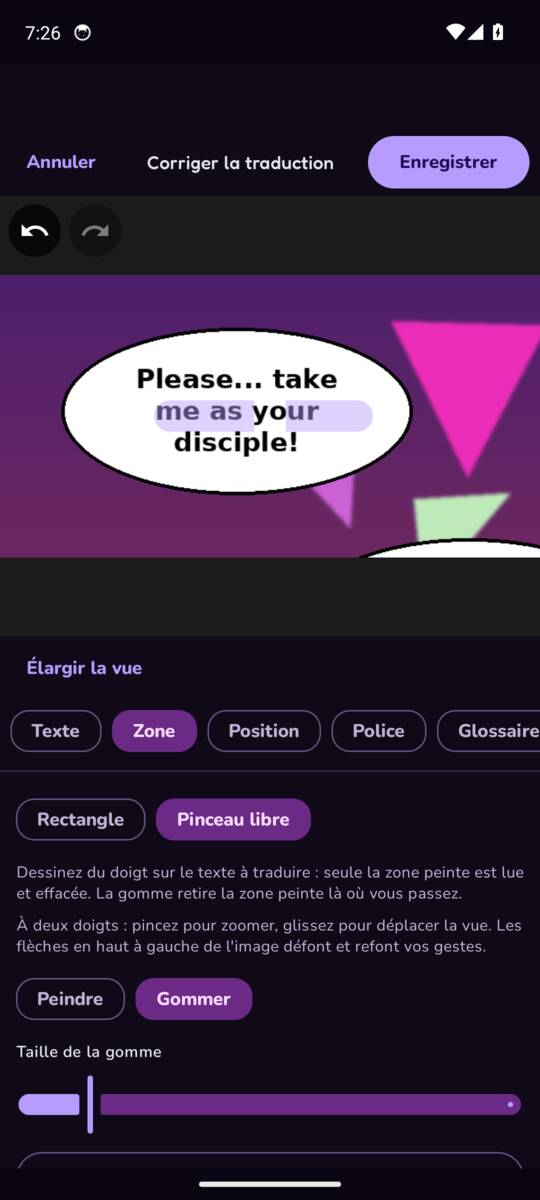 7:26
Annuler
Corriger la traduction
Enregistrer
Please... take
me as your
disciple!
Élargir la vue
Texte
Zone
Position
Police
Glossaire
Rectangle
Pinceau libre
Dessinez du doigt sur le texte à traduire : seule la zone peinte est lue
et effacée. La gomme retire la zone peinte là où vous passez.
À deux doigts : pincez pour zoomer, glissez pour déplacer la vue. Les
flèches en haut à gauche de l'image défont et refont vos gestes.
Peindre
Gommer
Taille de la gomme